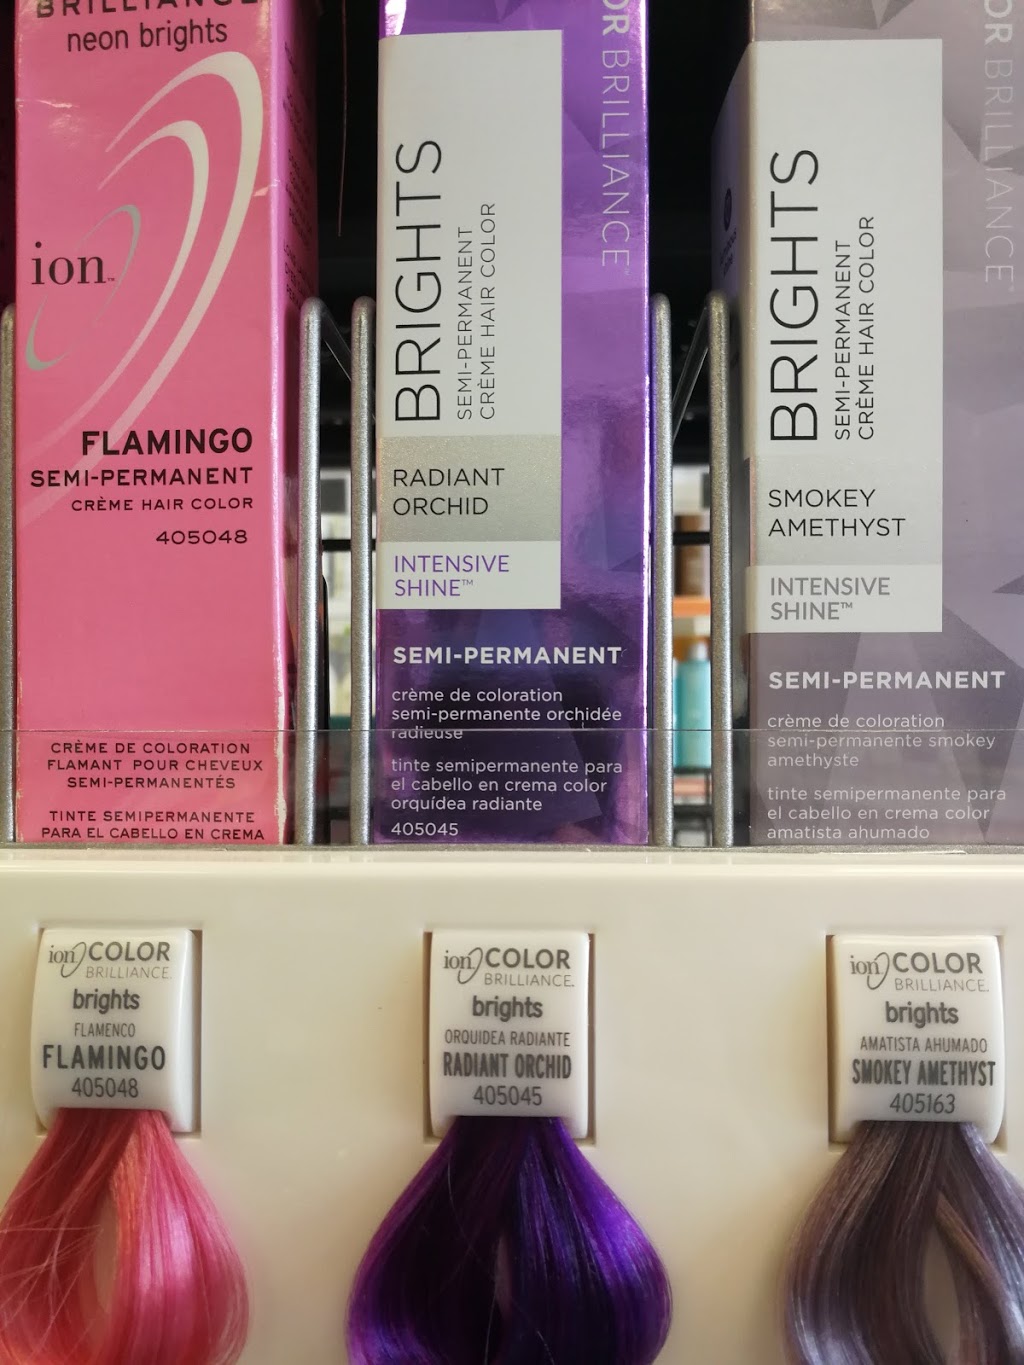 BRILLIANCE
neon brights
ion
FLAMINGO
SEMI-PERMANENT
CRÈME HAIR COLOR
405048
CRÈME DE COLORATION
FLAMANT POUR CHEVEUX
SEMI-PERMANENTÉS
TINTE SEMIPERMANENTE
PARA EL CABELLO EN CREMA
OR BRILLIANCE™
BRIGHTS
SEMI-PERMANENT
CRÈME HAIR COLOR
RADIANT
ORCHID
INTENSIVE
SHINE™
SEMI-PERMANENT
crème de coloration
semi-permanente orchidée
radieuse
tinte semipermanente para
el cabello en crema color
orquídea radiante
405045
OR BRILLIANCE
BRIGHTS
SEMI-PERMANENT
CRÈME HAIR COLOR
SMOKEY
AMETHYST
INTENSIVE
SHINE™
SEMI-PERMANENT
crème de coloration
semi-permanente smokey
amethyste
tinte semipermanente para
el cabello en crema color
amatista ahumado
ion COLOR
BRILLIANCE.
brights
FLAMENCO
FLAMINGO
405048
ion COLOR
BRILLIANCE.
brights
ORQUIDEA RADIANTE
RADIANT ORCHID
405045
ion COLOR
BRILLIANCE.
brights
AMATISTA AHUMADO
SMOKEY AMETHYST
405163